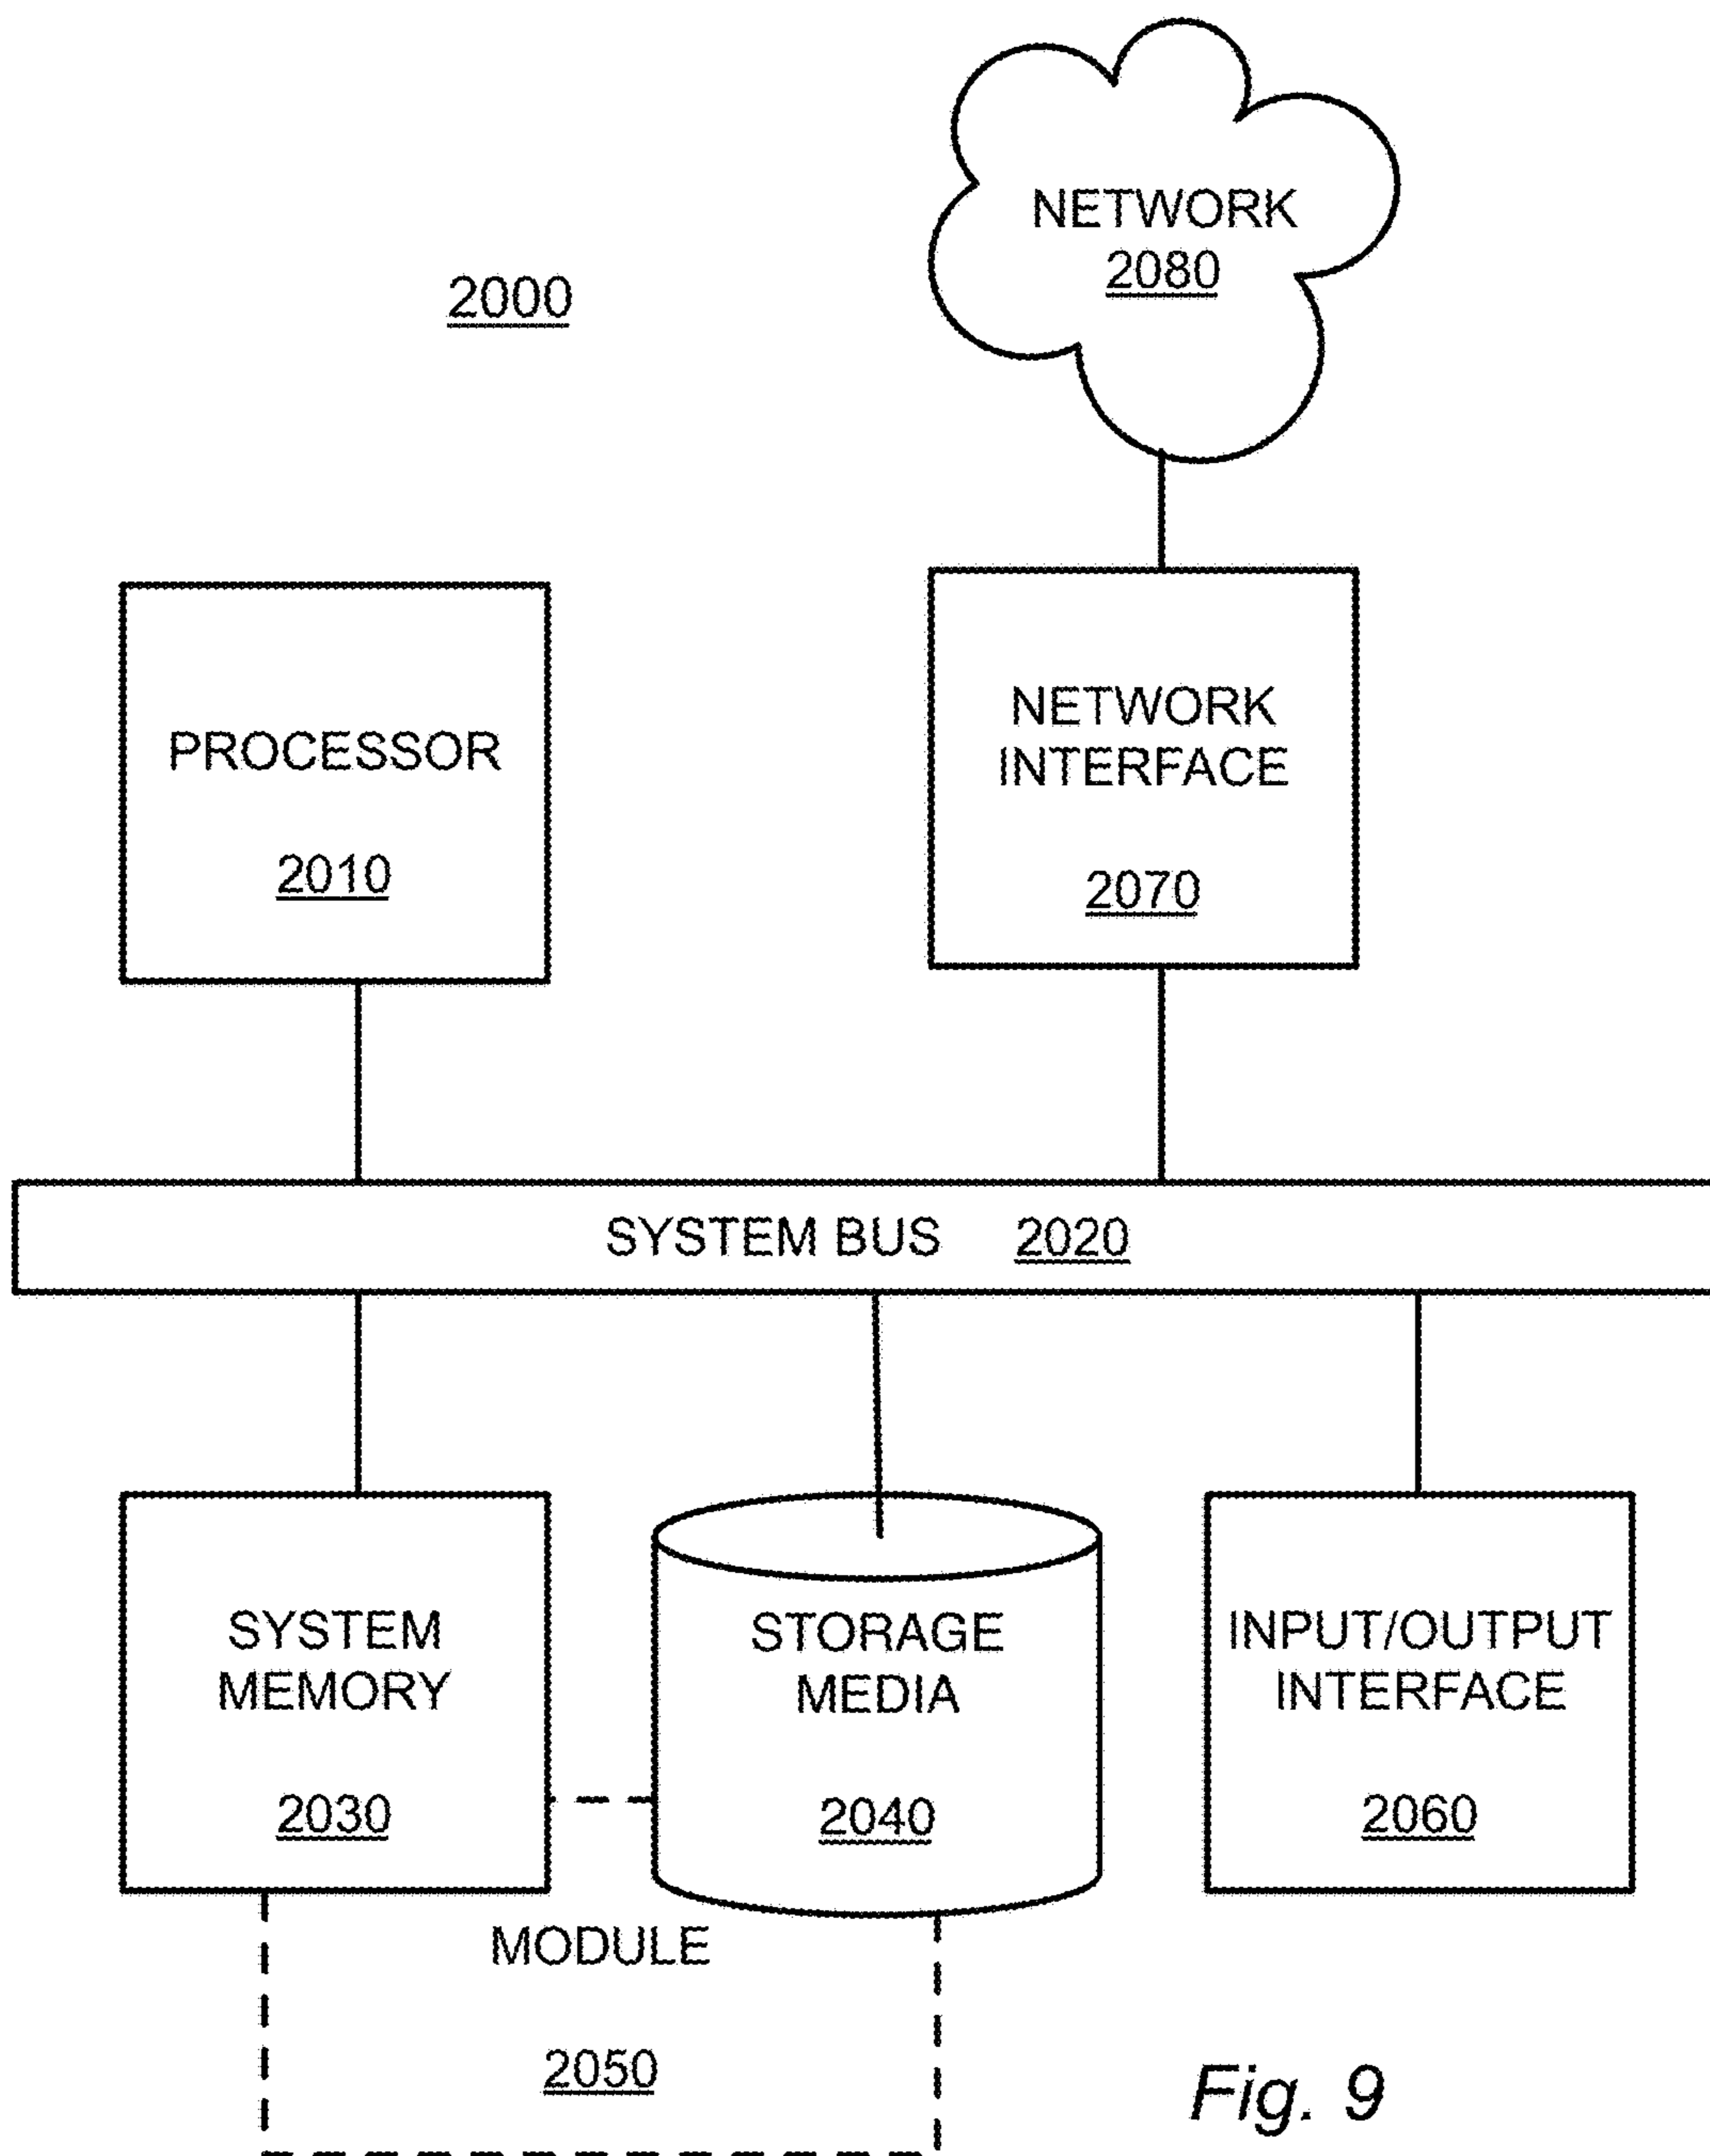 NETWORK
2080
2000
PROCESSOR
2010
NETWORK
INTERFACE
2070
SYSTEM BUS 2020
SYSTEM
MEMORY
2030
STORAGE
MEDIA
2040
INPUT/OUTPUT
INTERFACE
2060
MODULE
2050
Fig. 9